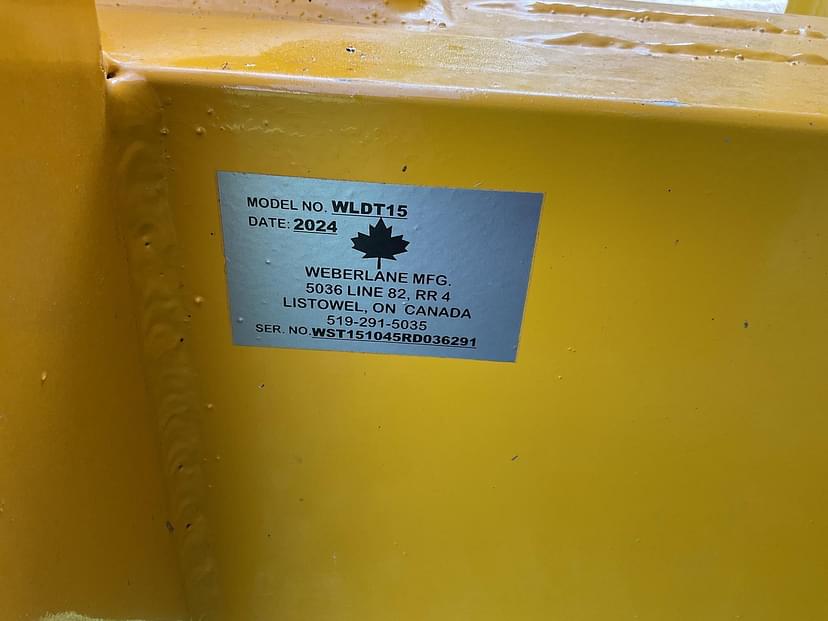 MODEL NO. WLDT15
DATE: 2024
WEBERLANE MFG.
5036 LINE 82, RR 4
LISTOWEL, ON CANADA
519-291-5035
SER. NO.WST151045RD036291